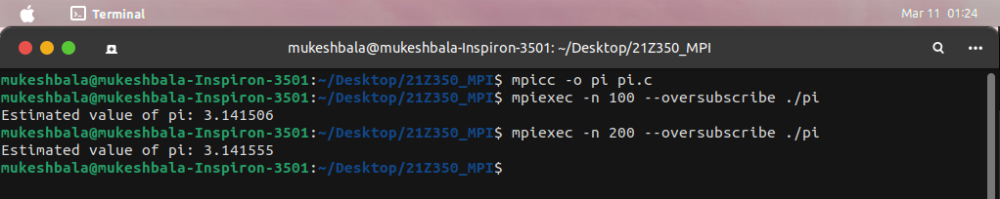 Terminal
Mar 11 01:24
mukeshbala@mukeshbala-Inspiron-3501: ~/Desktop/21Z350_MPI
mukeshbala@mukeshbala-Inspiron-3501:~/Desktop/21Z350_MPI$ mpicc -o pi pi.c
mukeshbala@mukeshbala-Inspiron-3501:~/Desktop/21Z350_MPI$ mpiexec -n 100 --oversubscribe ./pi
Estimated value of pi: 3.141506
mukeshbala@mukeshbala-Inspiron-3501:~/Desktop/21Z350_MPI$ mpiexec -n 200 --oversubscribe ./pi
Estimated value of pi: 3.141555
mukeshbala@mukeshbala-Inspiron-3501:~/Desktop/21Z350_MPI$